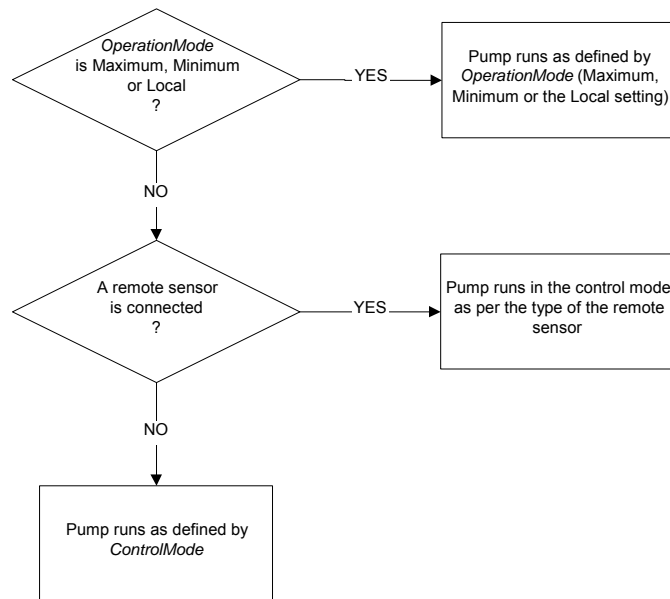 OperationMode
is Maximum, Minimum
or Local
?
YES
Pump runs as defined by
OperationMode (Maximum,
Minimum or the Local setting)
NO
A remote sensor
is connected
?
YES
Pump runs in the control mode
as per the type of the remote
sensor
NO
Pump runs as defined by
ControlMode